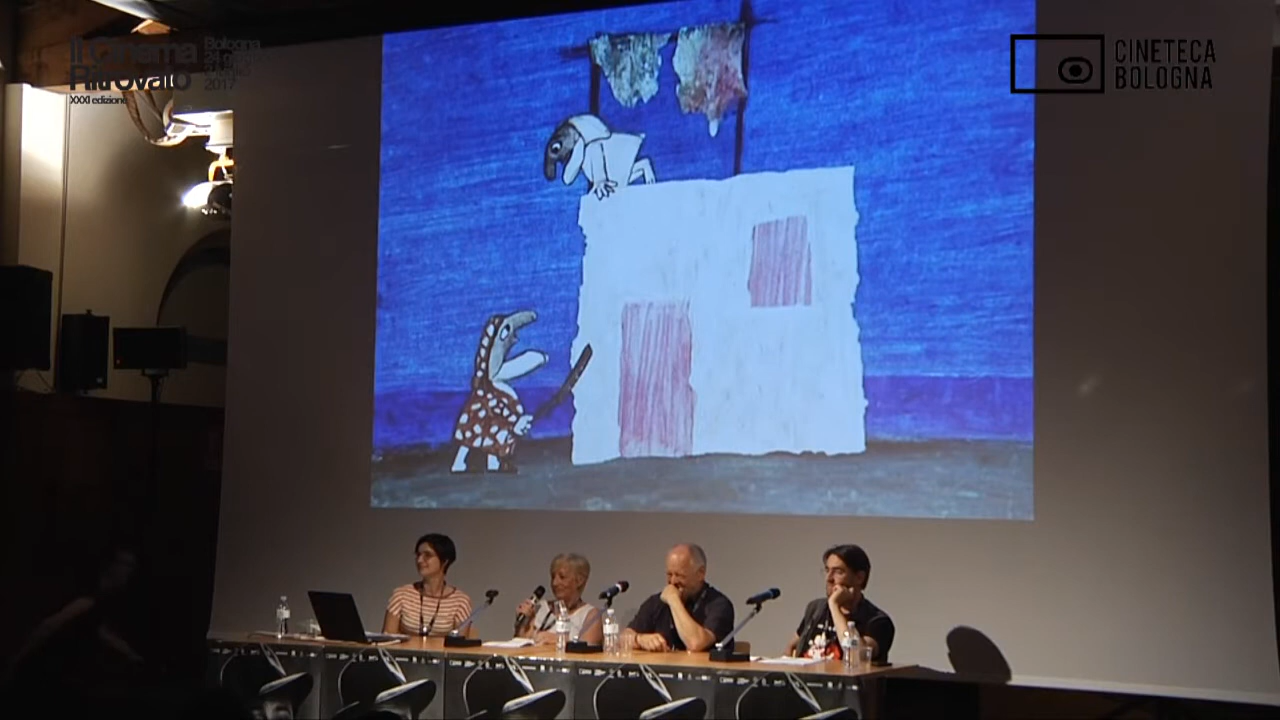 Il Cinema
Ritrovato
XXXI edizione
Bologna
2017
CINETECA
BOLOGNA